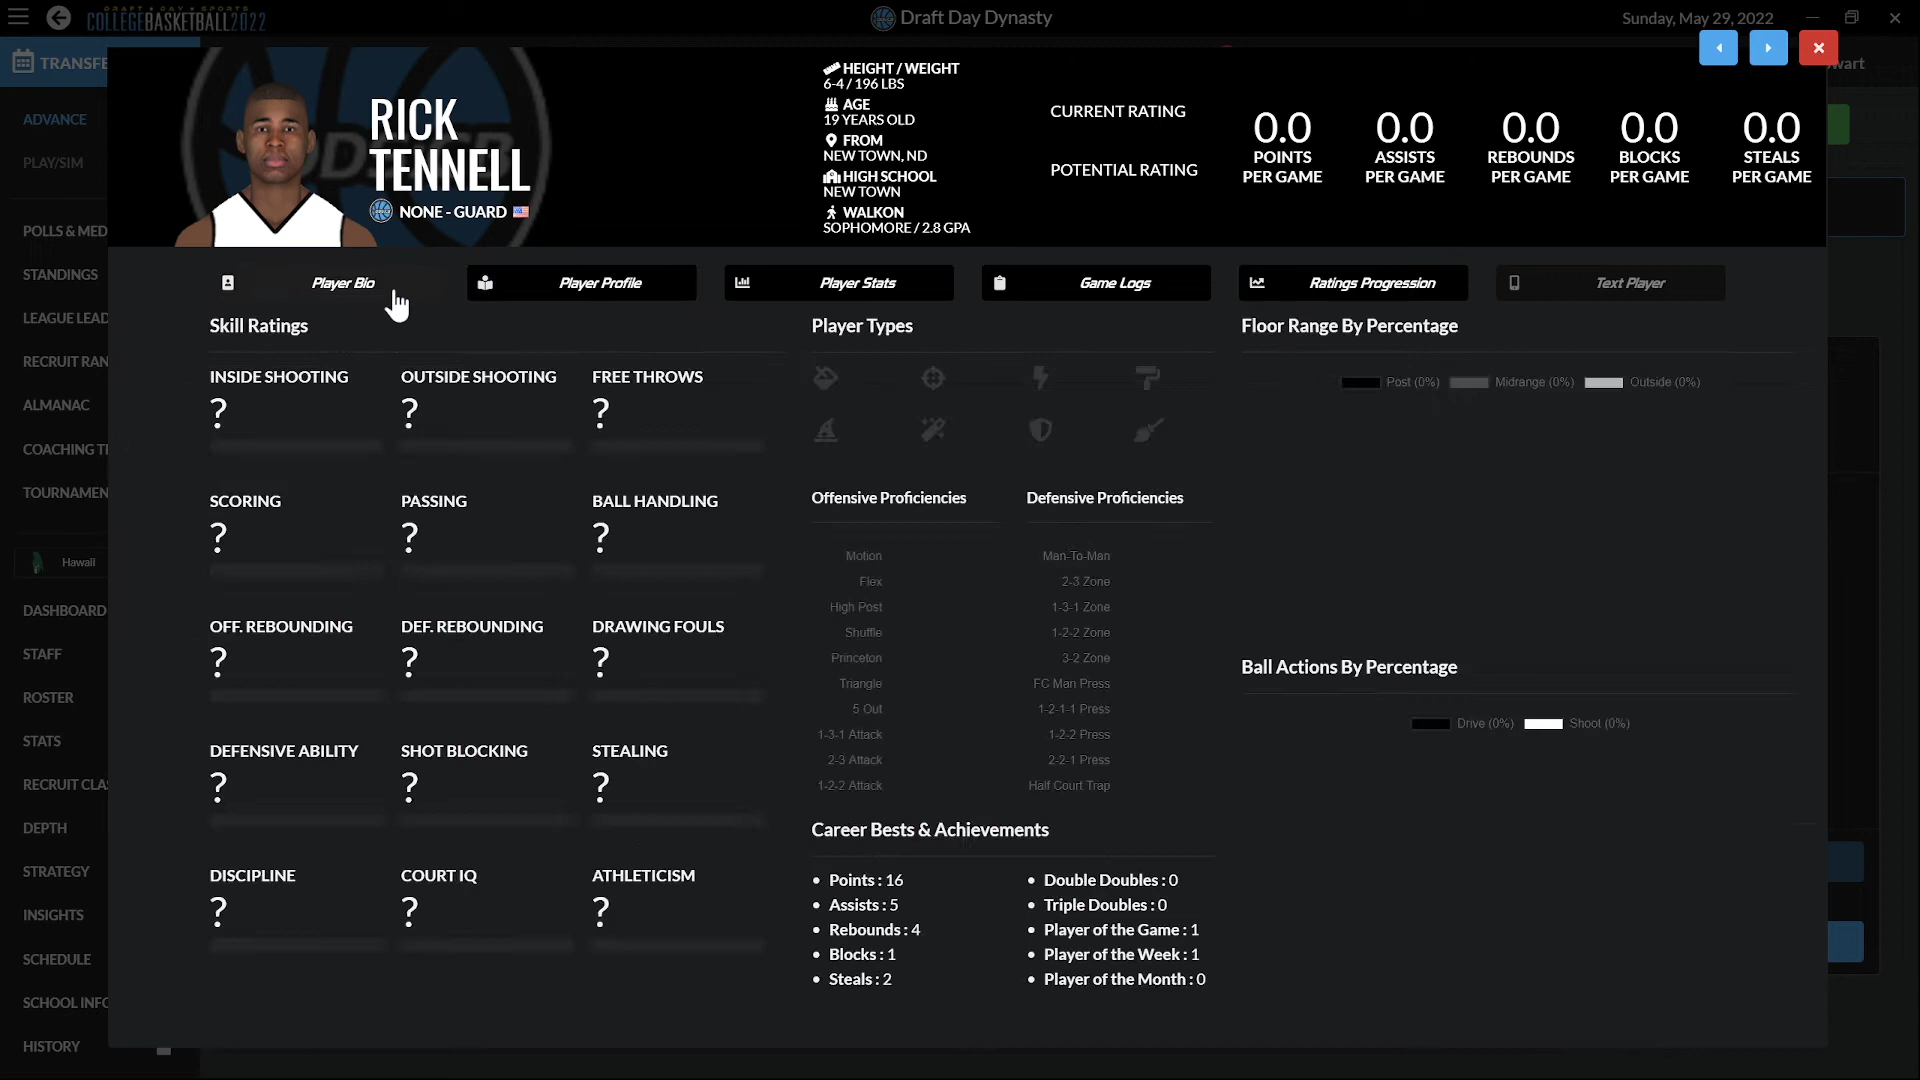 DRAFT • DAY • SPORTS
COLLEGE BASKETBALL 2022
Draft Day Dynasty
Sunday, May 29, 2022
TRANSFE
wart
ADVANCE
PLAY/SIM
POLLS & MED
STANDINGS
LEAGUE LEAD
RECRUIT RAN
ALMANAC
COACHING T
TOURNAMEN
Hawaii
DASHBOARD
STAFF
ROSTER
STATS
RECRUIT CLA
DEPTH
STRATEGY
INSIGHTS
SCHEDULE
SCHOOL INFO
HISTORY
RICK
TENNELL
NONE - GUARD
HEIGHT / WEIGHT
6-4 / 196 LBS
AGE
19 YEARS OLD
FROM
NEW TOWN, ND
HIGH SCHOOL
NEW TOWN
WALKON
SOPHOMORE / 2.8 GPA
CURRENT RATING
POTENTIAL RATING
0.0 0.0 0.0 0.0 0.0
POINTS ASSISTS REBOUNDS BLOCKS STEALS
PER GAME PER GAME PER GAME PER GAME PER GAME
Player Bio Player Profile Player Stats Game Logs Ratings Progression Text Player
Skill Ratings
INSIDE SHOOTING OUTSIDE SHOOTING FREE THROWS
? ? ?
SCORING PASSING BALL HANDLING
? ? ?
OFF. REBOUNDING DEF. REBOUNDING DRAWING FOULS
? ? ?
DEFENSIVE ABILITY SHOT BLOCKING STEALING
? ? ?
DISCIPLINE COURT IQ ATHLETICISM
? ? ?
Player Types
Offensive Proficiencies
Motion
Flex
High Post
Shuffle
Princeton
Triangle
5 Out
1-3-1 Attack
2-3 Attack
1-2-2 Attack
Defensive Proficiencies
Man-To-Man
2-3 Zone
1-3-1 Zone
1-2-2 Zone
3-2 Zone
FC Man Press
1-2-1-1 Press
1-2-2 Press
2-2-1 Press
Half Court Trap
Career Bests & Achievements
• Points : 16
• Assists : 5
• Rebounds : 4
• Blocks : 1
• Steals : 2
• Double Doubles : 0
• Triple Doubles : 0
• Player of the Game : 1
• Player of the Week : 1
• Player of the Month : 0
Floor Range By Percentage
Post (0%) Midrange (0%) Outside (0%)
Ball Actions By Percentage
Drive (0%) Shoot (0%)